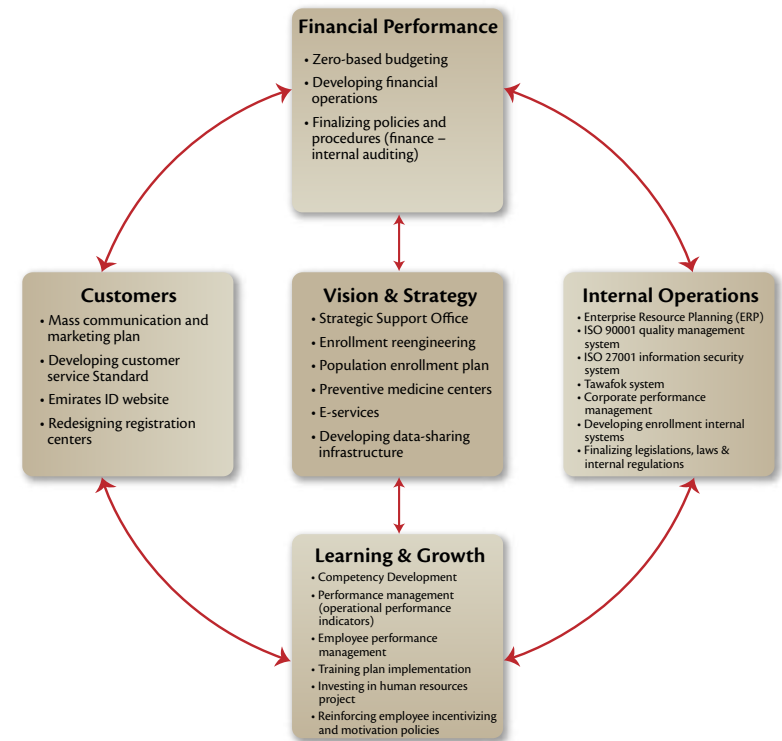 Financial Performance
• Zero-based budgeting
• Developing financial
operations
• Finalizing policies and
procedures (finance –
internal auditing)
Customers
• Mass communication and
marketing plan
• Developing customer
service Standard
• Emirates ID website
• Redesigning registration
centers
Vision & Strategy
• Strategic Support Office
• Enrollment reengineering
• Population enrollment plan
• Preventive medicine centers
• E-services
• Developing data-sharing
infrastructure
Internal Operations
• Enterprise Resource Planning (ERP)
• ISO 90001 quality management
system
• ISO 27001 information security
system
• Tawafok system
• Corporate performance
management
• Developing enrollment internal
systems
• Finalizing legislations, laws &
internal regulations
Learning & Growth
• Competency Development
• Performance management
(operational performance
indicators)
• Employee performance
management
• Training plan implementation
• Investing in human resources
project
• Reinforcing employee incentivizing
and motivation policies